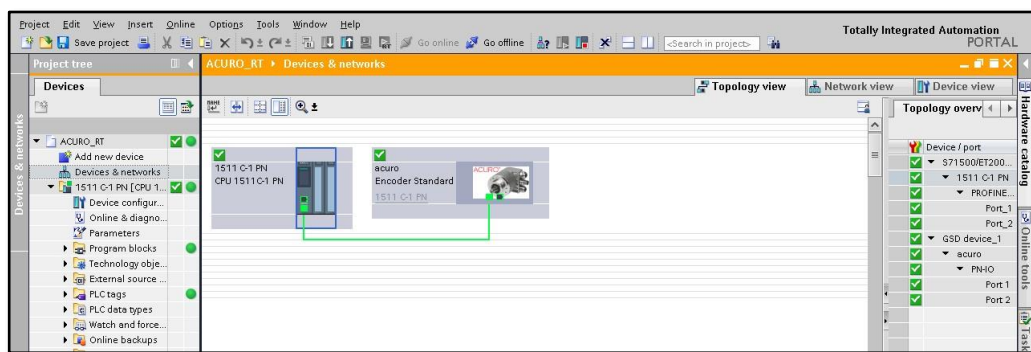 Project Edit View Insert Online Options Tools Window Help
Totally Integrated Automation
PORTAL
Save project Go online Go offline <Search in project>
Project tree
ACURO_RT Devices & networks
Devices
Topology view Network view Device view
Topology overv
Devices & networks
Hardware catalog
Online tools
Task
ACURO_RT
Add new device
Devices & networks
1511 C-1 PN [CPU 1...
Device configur...
Online & diagno...
Parameters
Program blocks
Technology obje...
External source ...
PLC tags
PLC data types
Watch and force...
Online backups
1511 C-1 PN
CPU 1511C-1 PN
acuro
Encoder Standard
1511 C-1 PN
ACURO
Device / port
S71500/ET200...
1511 C-1 PN
PROFINE...
Port_1
Port_2
GSD device_1
acuro
PN-IO
Port 1
Port 2